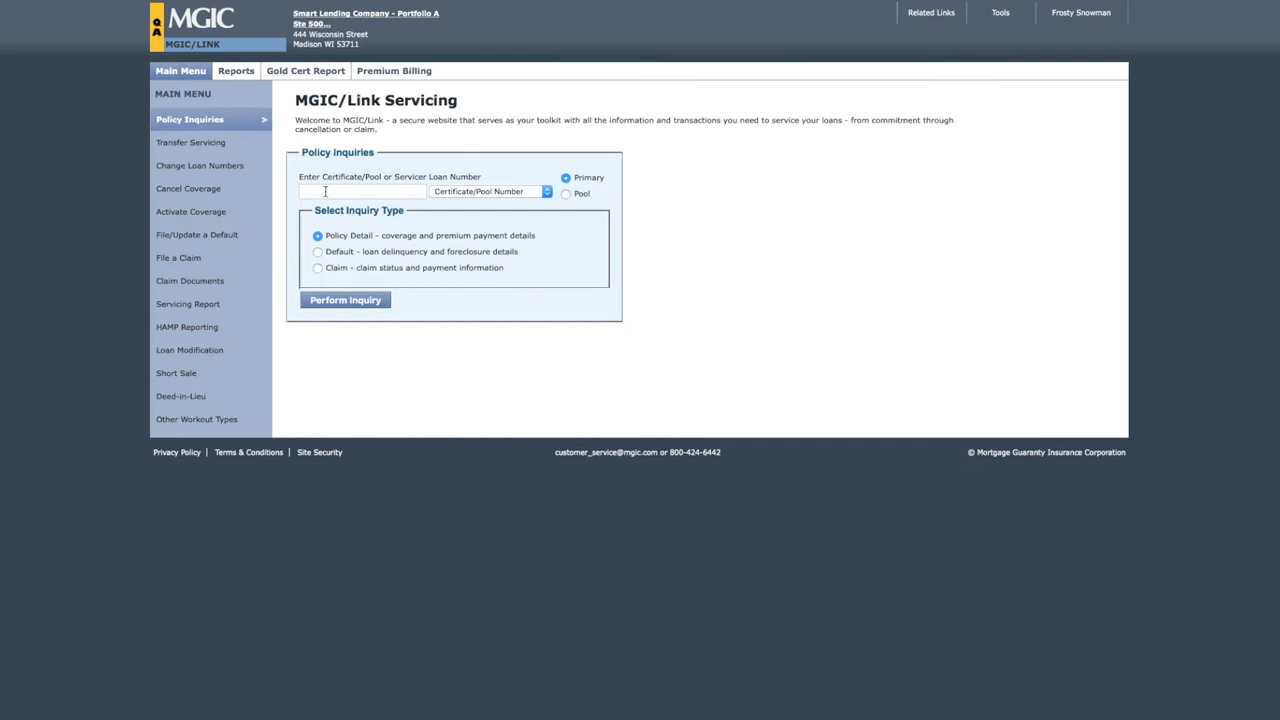 QA
MGIC
MGIC/LINK
Smart Lending Company - Portfolio A
Ste 500...
444 Wisconsin Street
Madison WI 53711
Related Links
Tools
Frosty Snowman
Main Menu
Reports
Gold Cert Report
Premium Billing
MAIN MENU
Policy Inquiries >
Transfer Servicing
Change Loan Numbers
Cancel Coverage
Activate Coverage
File/Update a Default
File a Claim
Claim Documents
Servicing Report
HAMP Reporting
Loan Modification
Short Sale
Deed-in-Lieu
Other Workout Types
MGIC/Link Servicing
Welcome to MGIC/Link - a secure website that serves as your toolkit with all the information and transactions you need to service your loans - from commitment through
cancellation or claim.
Policy Inquiries
Enter Certificate/Pool or Servicer Loan Number
Certificate/Pool Number
Primary
Pool
Select Inquiry Type
Policy Detail - coverage and premium payment details
Default - loan delinquency and foreclosure details
Claim - claim status and payment information
Perform Inquiry
Privacy Policy | Terms & Conditions | Site Security
customer_service@mgic.com or 800-424-6442
© Mortgage Guaranty Insurance Corporation